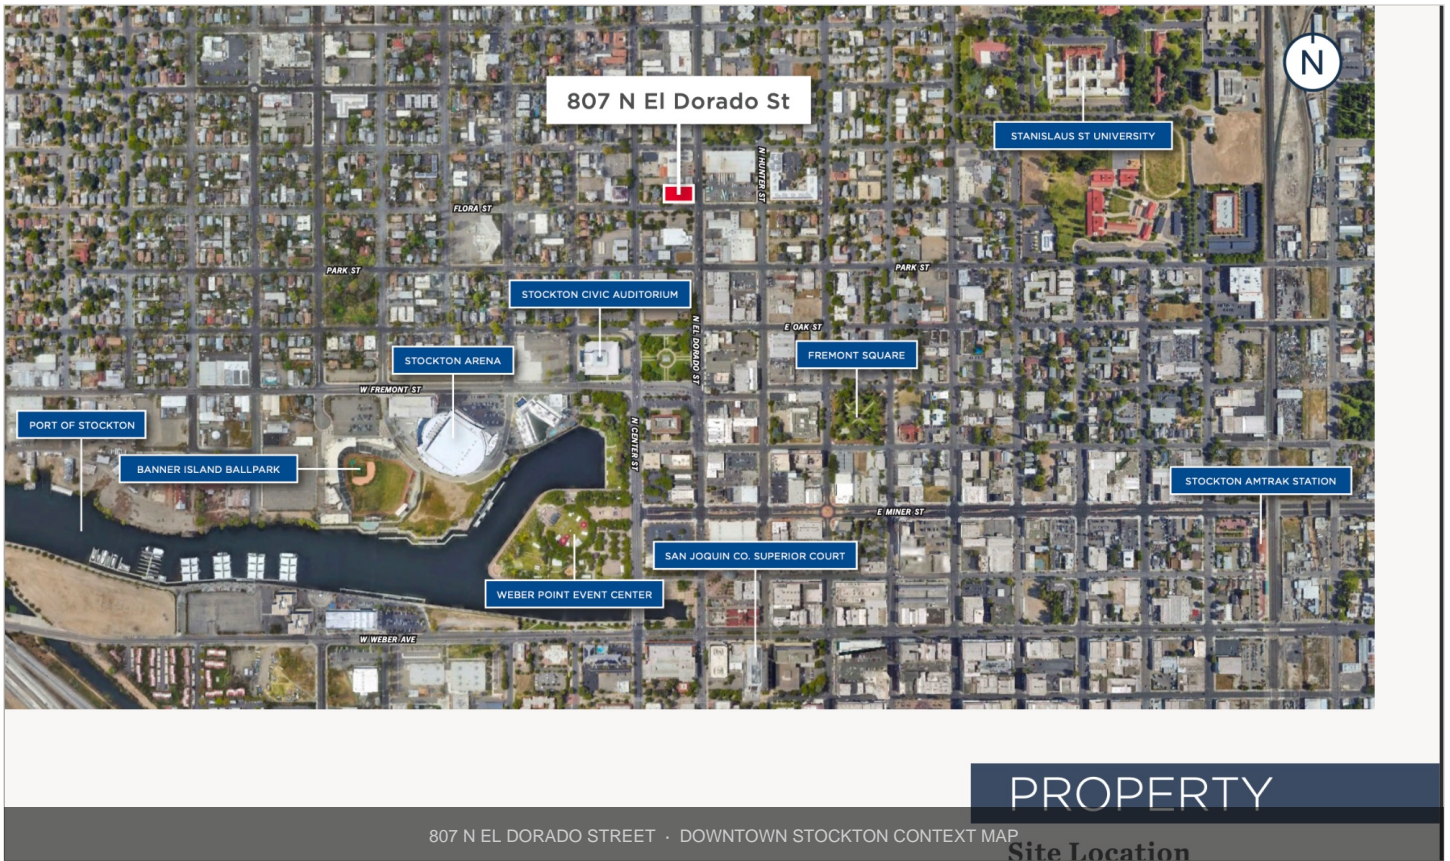 N
807 N El Dorado St
STANISLAUS ST UNIVERSITY
N HUNTER ST
FLORA ST
PARK ST
PARK ST
STOCKTON CIVIC AUDITORIUM
E OAK ST
N EL DORADO ST
FREMONT SQUARE
STOCKTON ARENA
W FREMONT ST
PORT OF STOCKTON
N CENTER ST
BANNER ISLAND BALLPARK
STOCKTON AMTRAK STATION
E MINER ST
SAN JOQUIN CO. SUPERIOR COURT
WEBER POINT EVENT CENTER
W WEBER AVE
PROPERTY
807 N EL DORADO STREET · DOWNTOWN STOCKTON CONTEXT MAP
Site Location